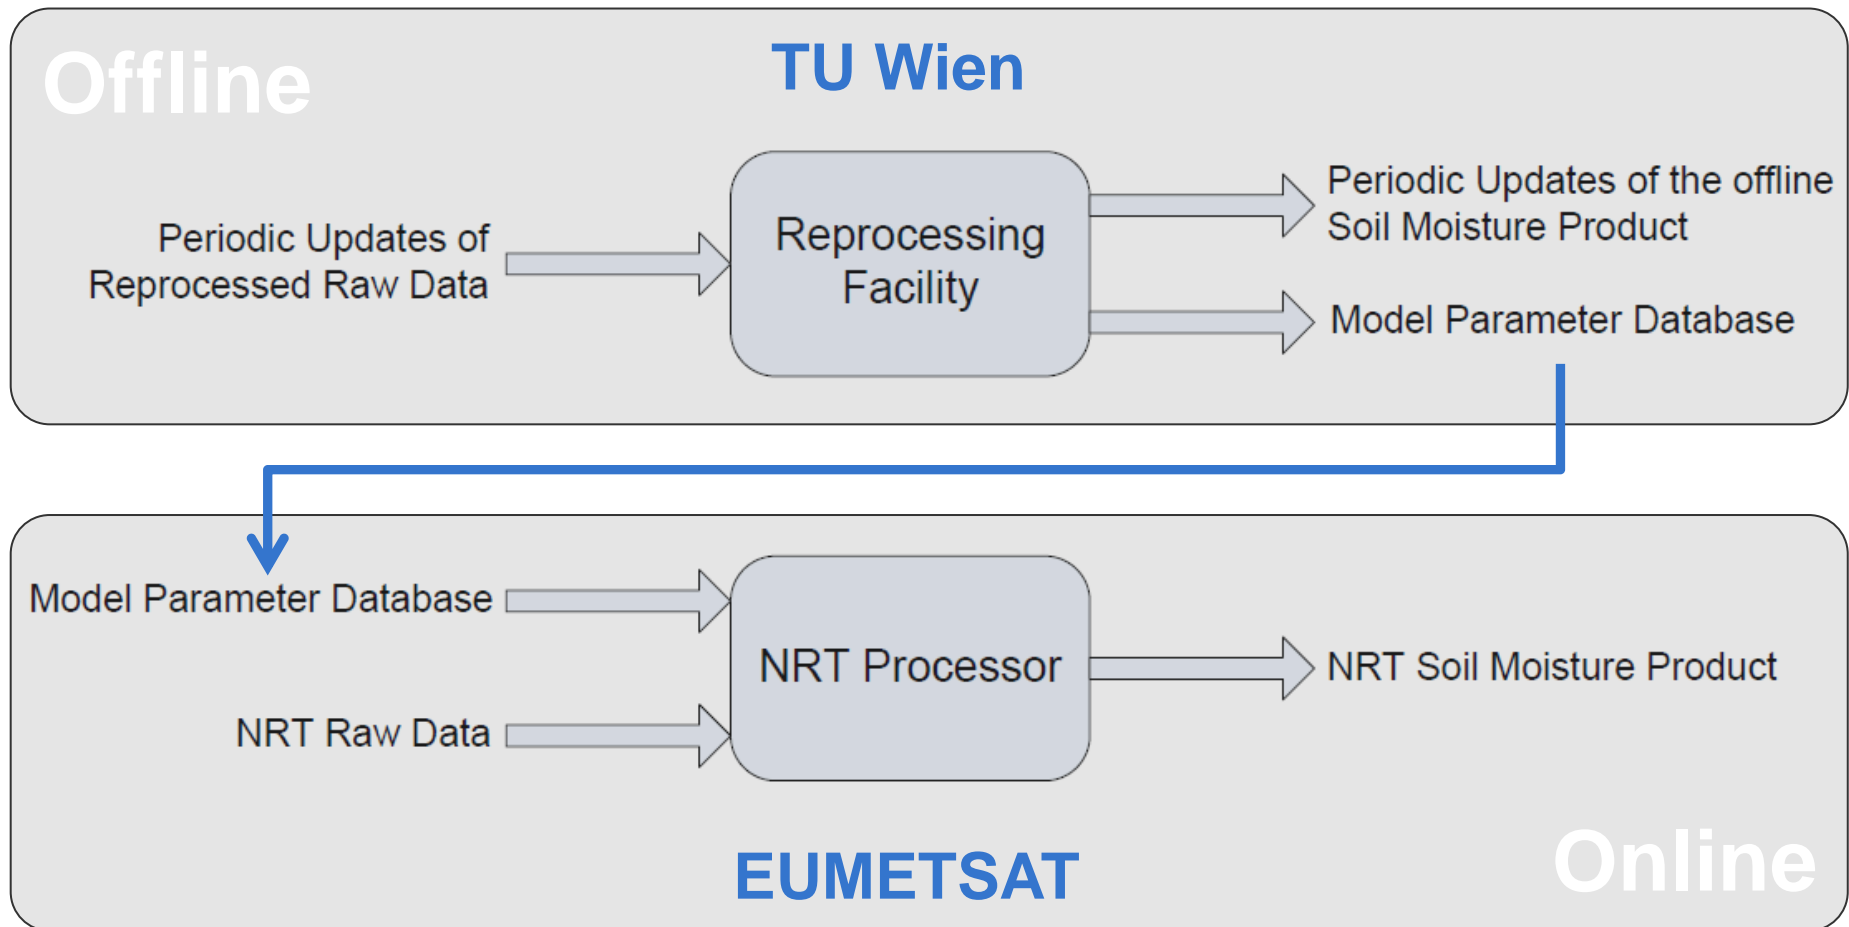 Offline
TU Wien
Periodic Updates of
Reprocessed Raw Data
Reprocessing
Facility
Periodic Updates of the offline
Soil Moisture Product
Model Parameter Database
Model Parameter Database
NRT Raw Data
NRT Processor
NRT Soil Moisture Product
EUMETSAT
Online